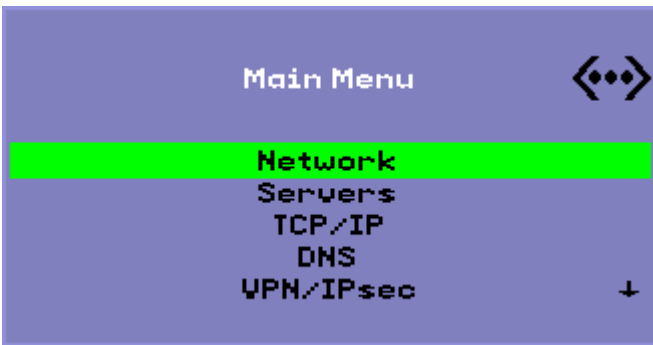 Main Menu
Network
Servers
TCP/IP
DNS
VPN/IPsec